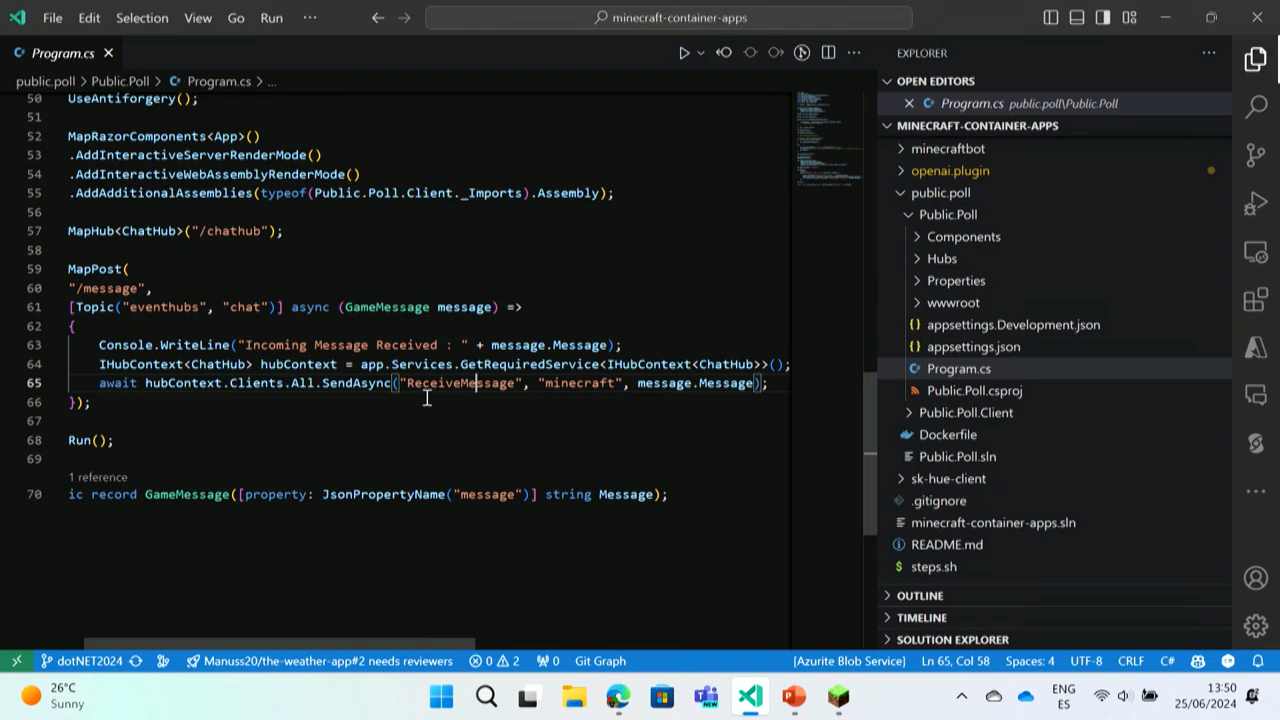 File Edit Selection View Go Run ··· minecraft-container-apps
Program.cs
public.poll > Public.Poll > Program.cs > ...
50 UseAntiforgery();
51
52 MapRazorComponents<App>()
53 .AddInteractiveServerRenderMode()
54 .AddInteractiveWebAssemblyRenderMode()
55 .AddAdditionalAssemblies(typeof(Public.Poll.Client._Imports).Assembly);
56
57 MapHub<ChatHub>("/chathub");
58
59 MapPost(
60 "/message",
61 [Topic("eventhubs", "chat")] async (GameMessage message) =>
62 {
63 Console.WriteLine("Incoming Message Received : " + message.Message);
64 IHubContext<ChatHub> hubContext = app.Services.GetRequiredService<IHubContext<ChatHub>>();
65 await hubContext.Clients.All.SendAsync("ReceiveMessage", "minecraft", message.Message);
66 });
67
68 Run();
69
1 reference
70 ic record GameMessage([property: JsonPropertyName("message")] string Message);
EXPLORER
OPEN EDITORS
Program.cs public.poll\Public.Poll
MINECRAFT-CONTAINER-APPS
minecraftbot
openai.plugin
public.poll
Public.Poll
Components
Hubs
Properties
wwwroot
appsettings.Development.json
appsettings.json
Program.cs
Public.Poll.csproj
Public.Poll.Client
Dockerfile
Public.Poll.sln
sk-hue-client
.gitignore
minecraft-container-apps.sln
README.md
steps.sh
OUTLINE
TIMELINE
SOLUTION EXPLORER
dotNET2024 Manuss20/the-weather-app#2 needs reviewers 0 2 0 Git Graph [Azurite Blob Service] Ln 65, Col 58 Spaces: 4 UTF-8 CRLF C#
26°C
Sunny
NEW
ENG
ES
13:50
25/06/2024